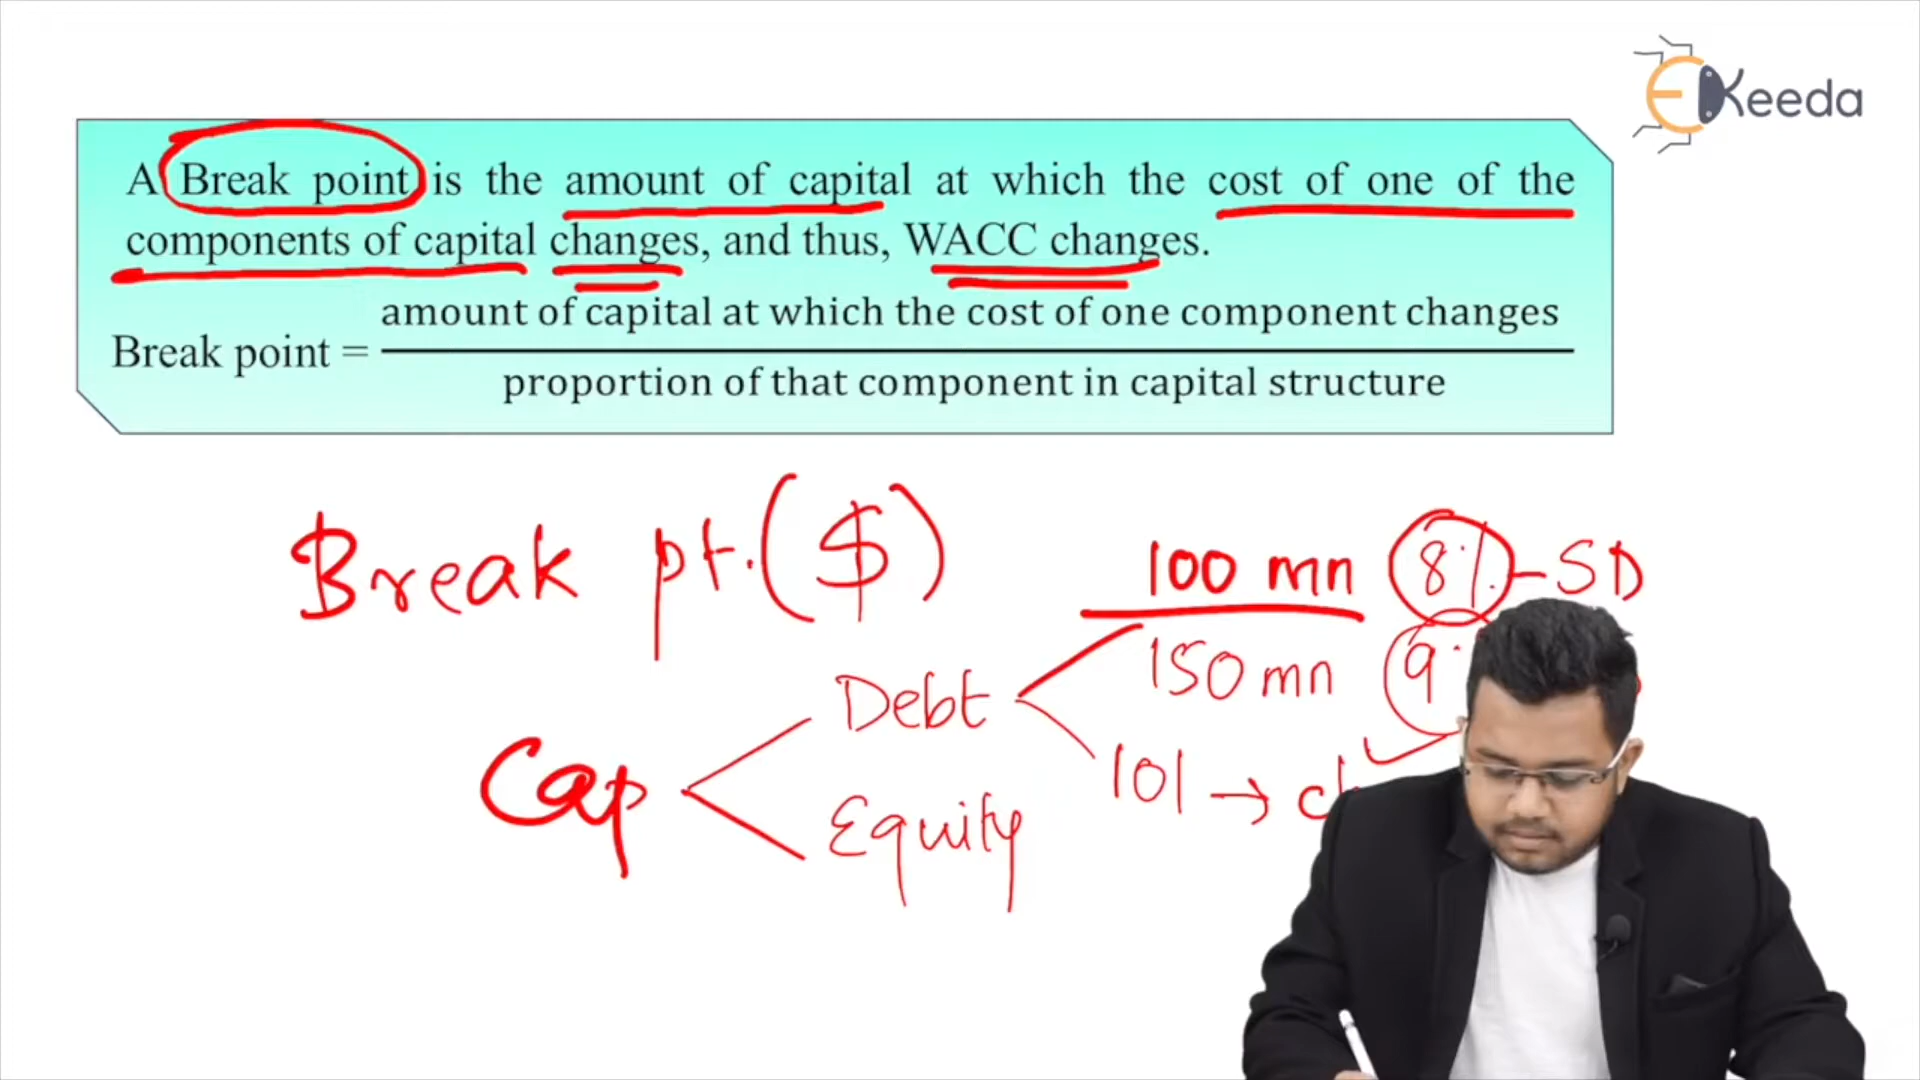 EKeeda
A Break point is the amount of capital at which the cost of one of the
components of capital changes, and thus, WACC changes.
amount of capital at which the cost of one component changes
Break point =
proportion of that component in capital structure
Break pt. ($)
100 mn 8% - SD
Debt 150 mn 9
Cap
101 →
Equity